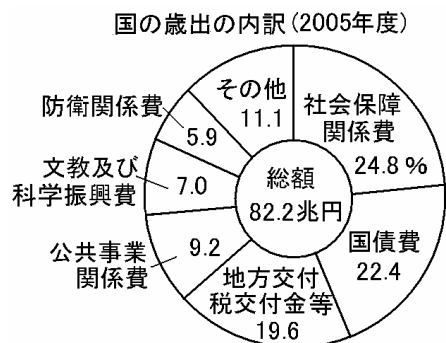 国の歳出の内訳(2005年度)
社会保障
関係費
24.8%
国債費
22.4
地方交付
税交付金等
19.6
公共事業
関係費
9.2
文教及び
科学振興費
7.0
防衛関係費
5.9
その他
11.1
総額
82.2兆円